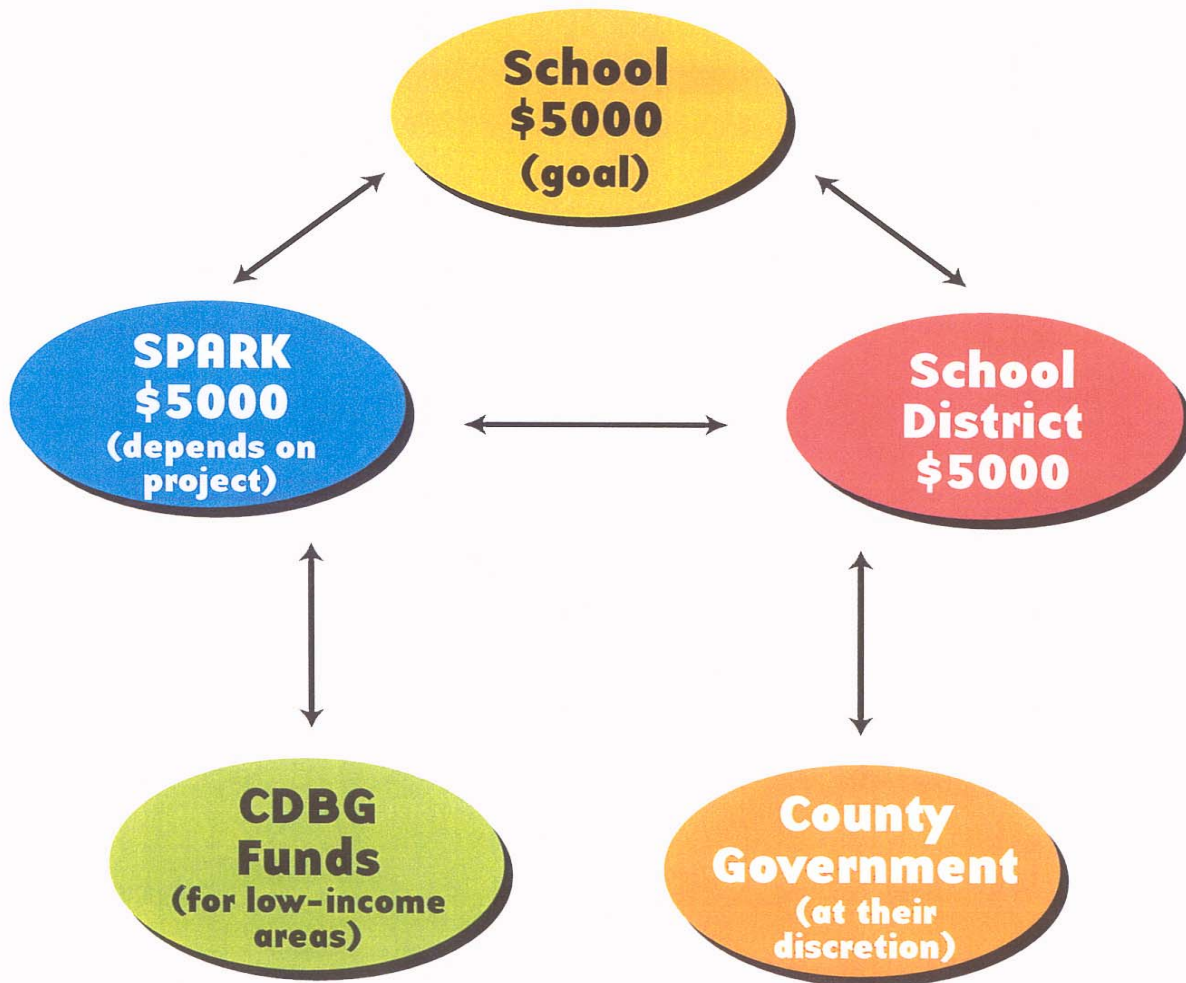 School
$5000
(goal)
SPARK
$5000
(depends on
project)
School
District
$5000
CDBG
Funds
(for low-income
areas)
County
Government
(at their
discretion)